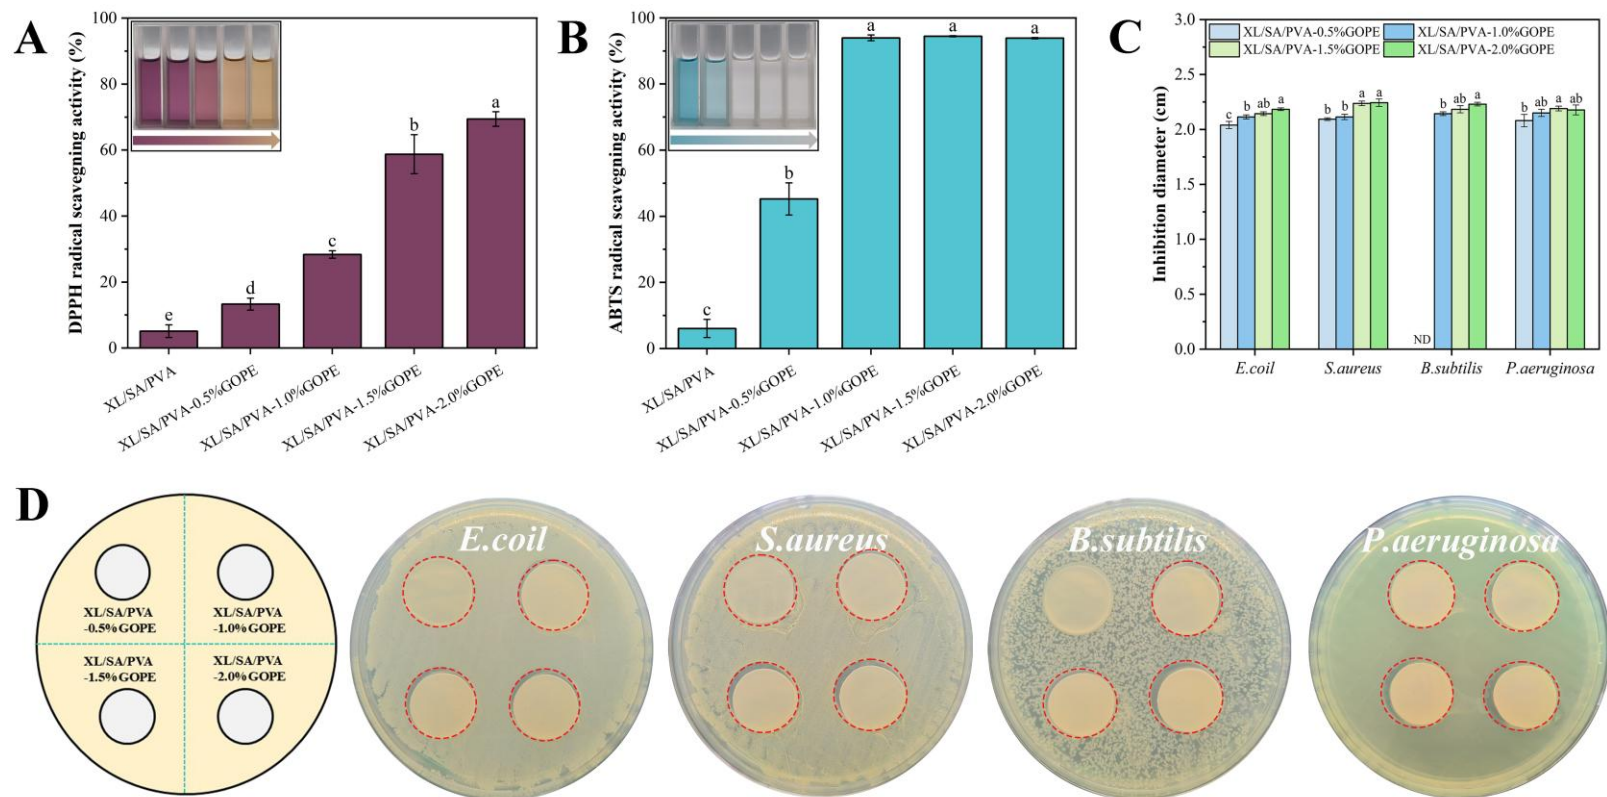 A
DPPH radical scavegning activity (%)
100
80
60
40
20
0
e
d
c
b
a
XL/SA/PVA
XL/SA/PVA-0.5%GOPE
XL/SA/PVA-1.0%GOPE
XL/SA/PVA-1.5%GOPE
XL/SA/PVA-2.0%GOPE
B
ABTS radical scavegning activity (%)
100
80
60
40
20
0
c
b
a
a
a
XL/SA/PVA
XL/SA/PVA-0.5%GOPE
XL/SA/PVA-1.0%GOPE
XL/SA/PVA-1.5%GOPE
XL/SA/PVA-2.0%GOPE
C
Inhibition diameter (cm)
3.0
2.5
2.0
1.5
1.0
0.5
0.0
XL/SA/PVA-0.5%GOPE XL/SA/PVA-1.0%GOPE
XL/SA/PVA-1.5%GOPE XL/SA/PVA-2.0%GOPE
c b ab a
b b a a
ND b ab a
b ab a ab
E.coil S.aureus B.subtilis P.aeruginosa
D
XL/SA/PVA
-0.5%GOPE
XL/SA/PVA
-1.0%GOPE
XL/SA/PVA
-1.5%GOPE
XL/SA/PVA
-2.0%GOPE
E.coil
S.aureus
B.subtilis
P.aeruginosa